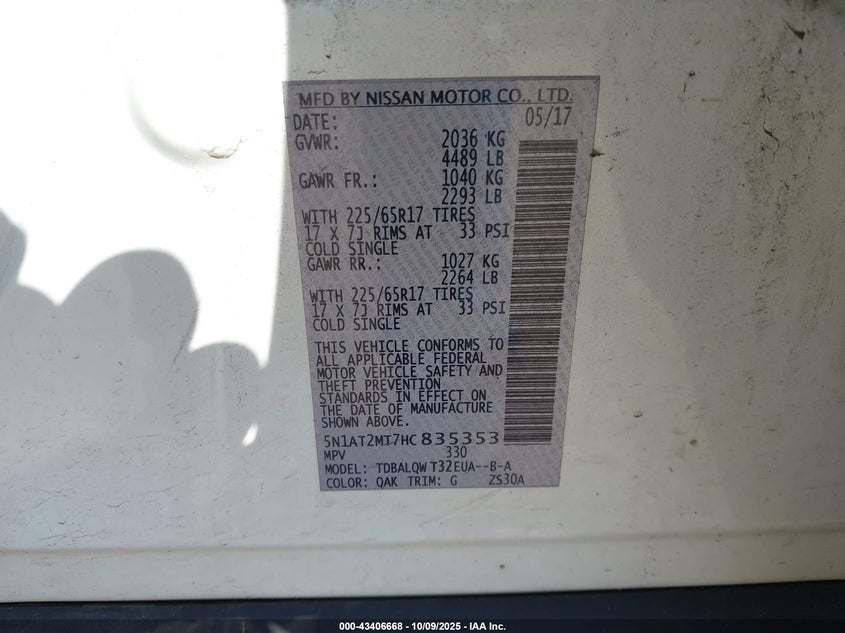 MFD BY NISSAN MOTOR CO., LTD.
DATE: 05/17
GVWR: 2036 KG
4489 LB
GAWR FR.: 1040 KG
2293 LB
WITH 225/65R17 TIRES
17 X 7J RIMS AT 33 PSI
COLD SINGLE
GAWR RR.: 1027 KG
2264 LB
WITH 225/65R17 TIRES
17 X 7J RIMS AT 33 PSI
COLD SINGLE
THIS VEHICLE CONFORMS TO
ALL APPLICABLE FEDERAL
MOTOR VEHICLE SAFETY AND
THEFT PREVENTION
STANDARDS IN EFFECT ON
THE DATE OF MANUFACTURE
SHOWN ABOVE.
5N1AT2MT7HC835353
MPV 330
MODEL: TDBALQW T32EUA--B-A
COLOR: QAK TRIM: G ZS30A
000-43406668 - 10/09/2025 - IAA Inc.